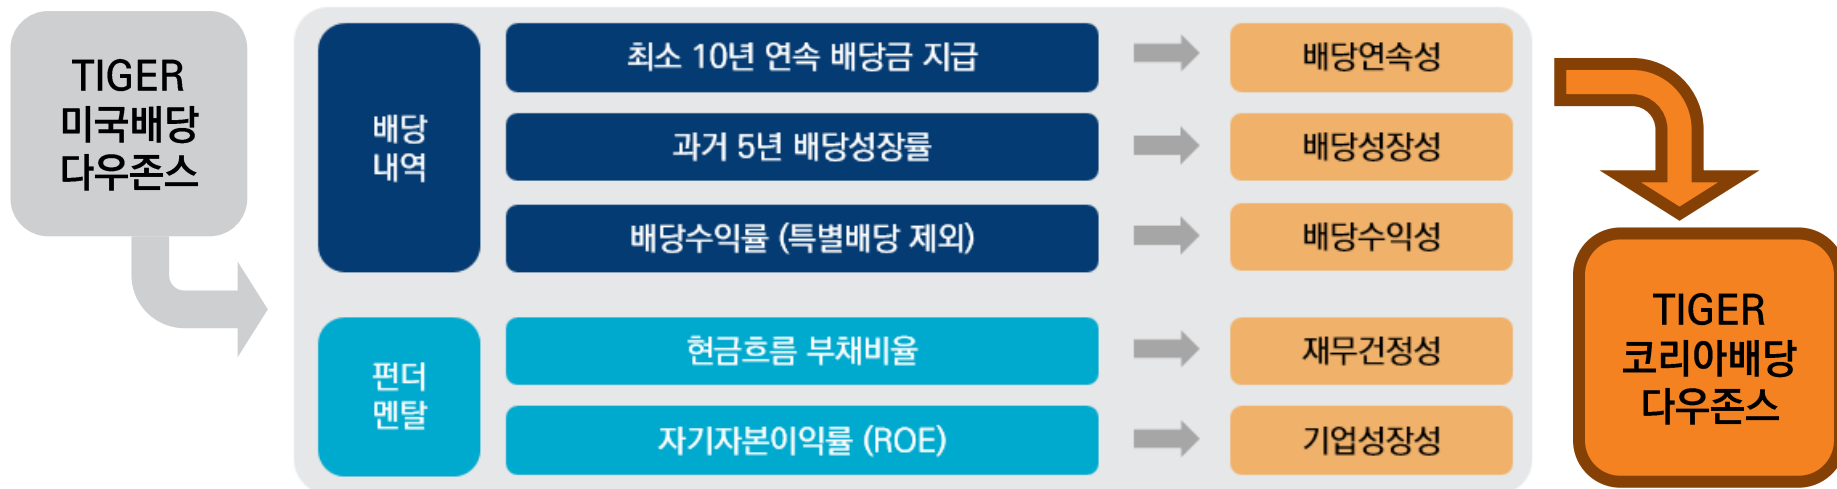 TIGER
미국배당
다우존스
배당
내역
최소 10년 연속 배당금 지급
배당연속성
과거 5년 배당성장률
배당성장성
배당수익률 (특별배당 제외)
배당수익성
펀더
멘탈
현금흐름 부채비율
재무건정성
자기자본이익률 (ROE)
기업성장성
TIGER
코리아배당
다우존스